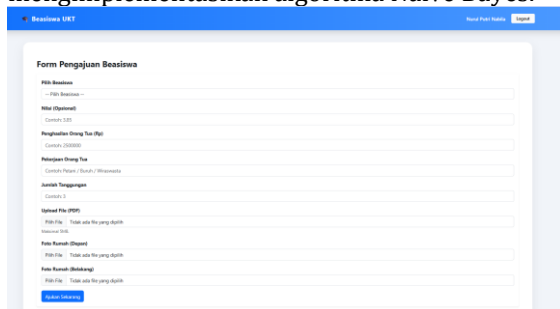 mengimplementasikan algoritma Naive Bayes.
Beasiswa UKT
Nurul Putri Nabila Logout
Form Pengajuan Beasiswa
Pilih Beasiswa
-- Pilih Beasiswa --
Nilai (Opsional)
Contoh: 3.85
Penghasilan Orang Tua (Rp)
Contoh: 2500000
Pekerjaan Orang Tua
Contoh: Petani / Buruh / Wiraswasta
Jumlah Tanggungan
Contoh: 3
Upload File (PDF)
Pilih File Tidak ada file yang dipilih
Maksimal 5MB.
Foto Rumah (Depan)
Pilih File Tidak ada file yang dipilih
Foto Rumah (Belakang)
Pilih File Tidak ada file yang dipilih
Ajukan Sekarang